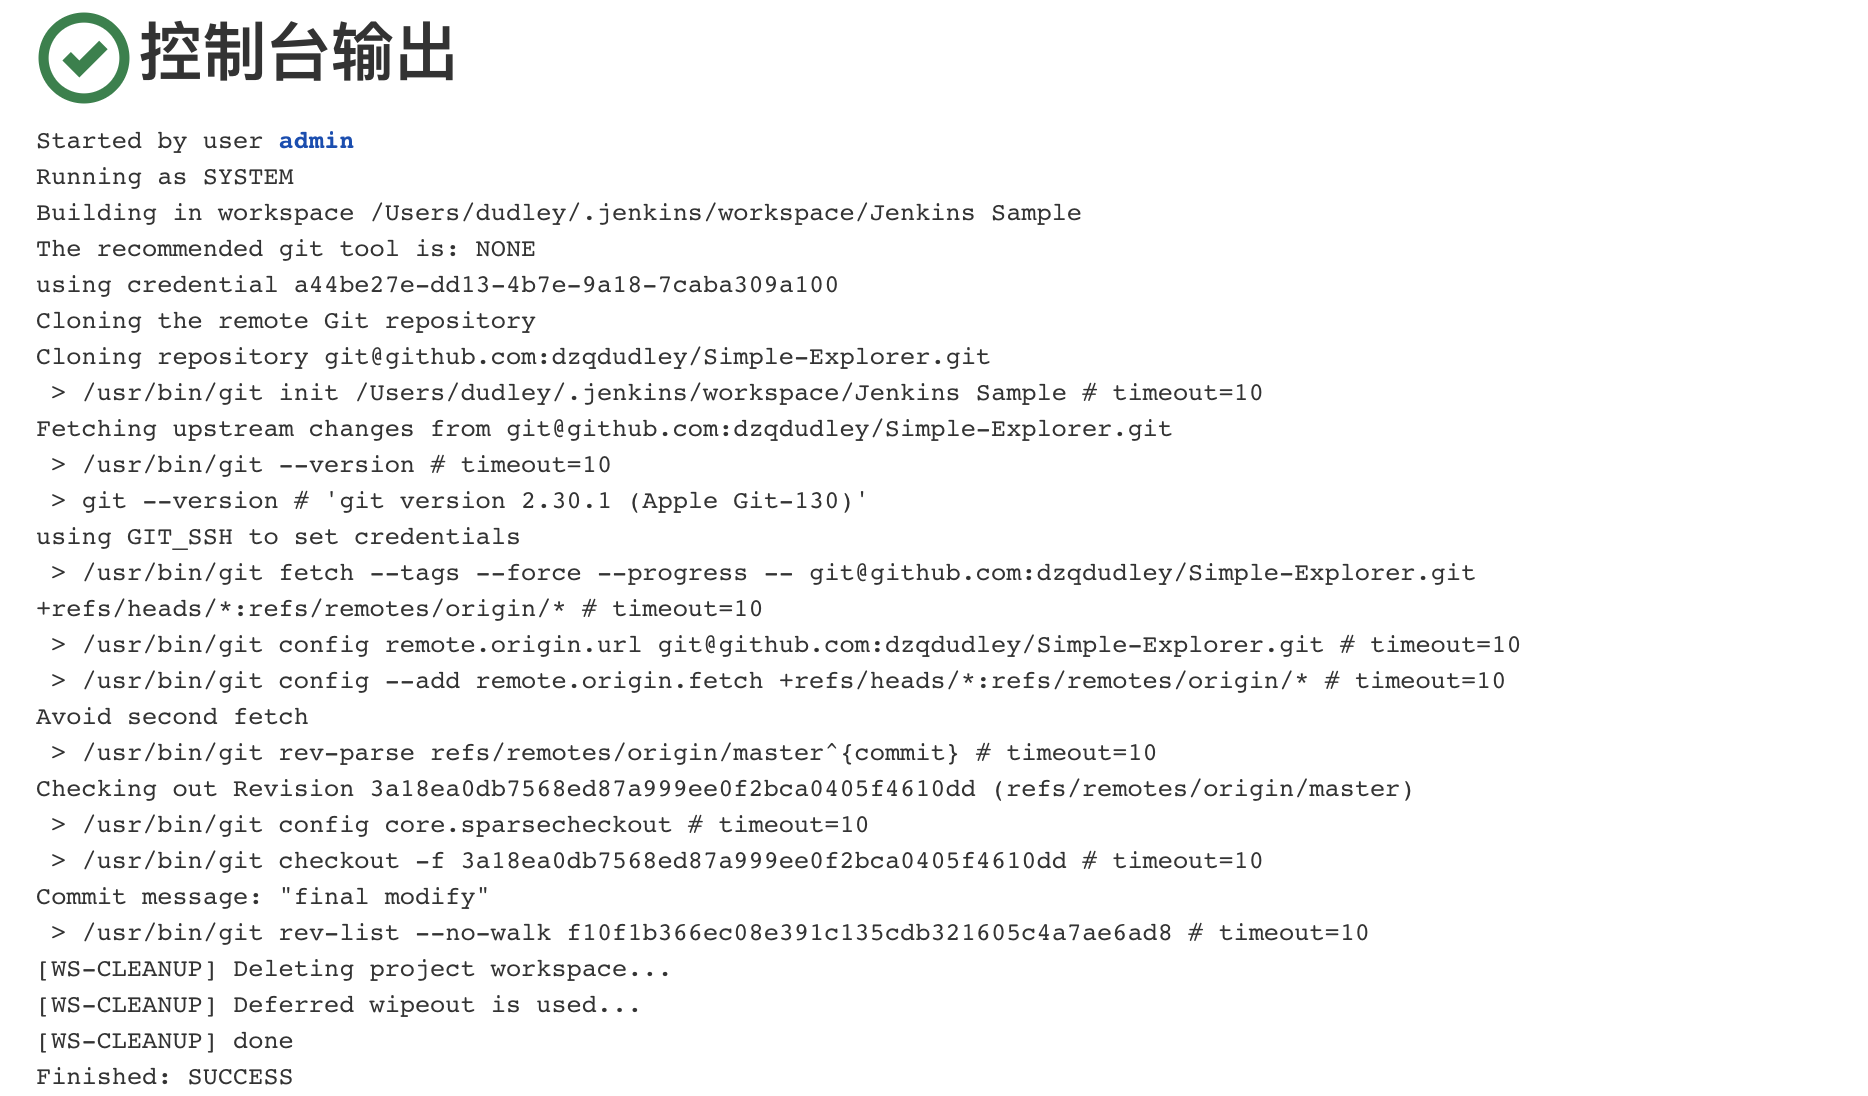 控制台输出
Started by user admin
Running as SYSTEM
Building in workspace /Users/dudley/.jenkins/workspace/Jenkins Sample
The recommended git tool is: NONE
using credential a44be27e-dd13-4b7e-9a18-7caba309a100
Cloning the remote Git repository
Cloning repository git@github.com:dzqdudley/Simple-Explorer.git
 > /usr/bin/git init /Users/dudley/.jenkins/workspace/Jenkins Sample # timeout=10
Fetching upstream changes from git@github.com:dzqdudley/Simple-Explorer.git
 > /usr/bin/git --version # timeout=10
 > git --version # 'git version 2.30.1 (Apple Git-130)'
using GIT_SSH to set credentials
 > /usr/bin/git fetch --tags --force --progress -- git@github.com:dzqdudley/Simple-Explorer.git
+refs/heads/*:refs/remotes/origin/* # timeout=10
 > /usr/bin/git config remote.origin.url git@github.com:dzqdudley/Simple-Explorer.git # timeout=10
 > /usr/bin/git config --add remote.origin.fetch +refs/heads/*:refs/remotes/origin/* # timeout=10
Avoid second fetch
 > /usr/bin/git rev-parse refs/remotes/origin/master^{commit} # timeout=10
Checking out Revision 3a18ea0db7568ed87a999ee0f2bca0405f4610dd (refs/remotes/origin/master)
 > /usr/bin/git config core.sparsecheckout # timeout=10
 > /usr/bin/git checkout -f 3a18ea0db7568ed87a999ee0f2bca0405f4610dd # timeout=10
Commit message: "final modify"
 > /usr/bin/git rev-list --no-walk f10f1b366ec08e391c135cdb321605c4a7ae6ad8 # timeout=10
[WS-CLEANUP] Deleting project workspace...
[WS-CLEANUP] Deferred wipeout is used...
[WS-CLEANUP] done
Finished: SUCCESS